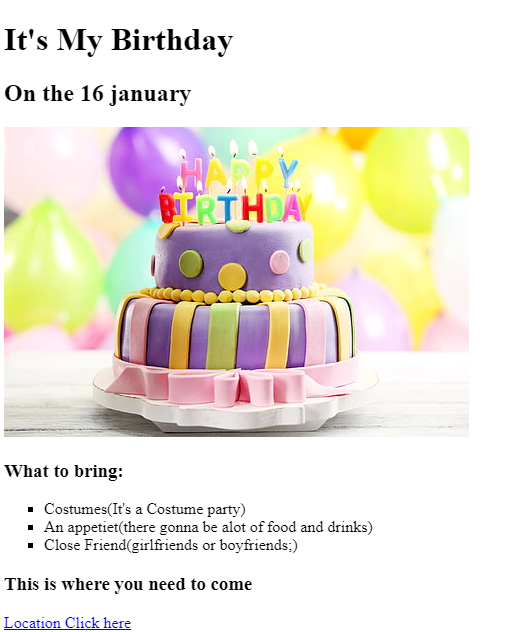 It's My Birthday
On the 16 january
HAPPY
BIRTHDAY
What to bring:
Costumes(It's a Costume party)
An appetiet(there gonna be alot of food and drinks)
Close Friend(girlfriends or boyfriends;)
This is where you need to come
Location Click here